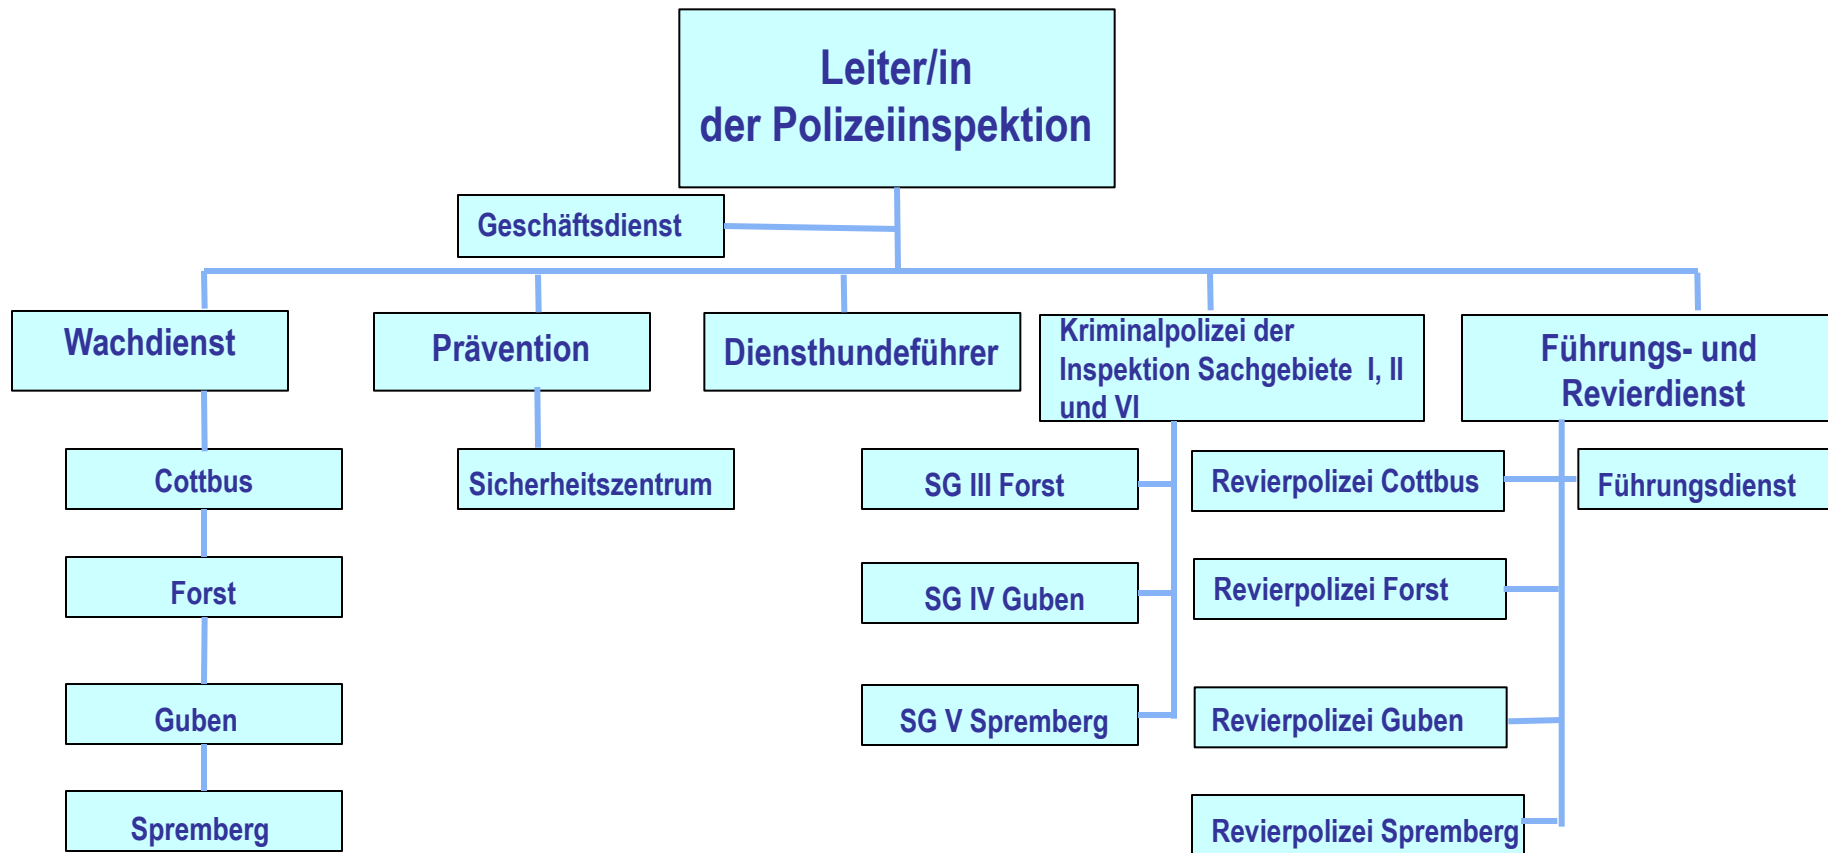 Leiter/in
der Polizeiinspektion
Geschäftsdienst
Wachdienst
Prävention
Diensthundeführer
Kriminalpolizei der
Inspektion Sachgebiete I, II
und VI
Führungs- und
Revierdienst
Cottbus
Sicherheitszentrum
SG III Forst
Revierpolizei Cottbus
Führungsdienst
Forst
SG IV Guben
Revierpolizei Forst
Guben
SG V Spremberg
Revierpolizei Guben
Spremberg
Revierpolizei Spremberg